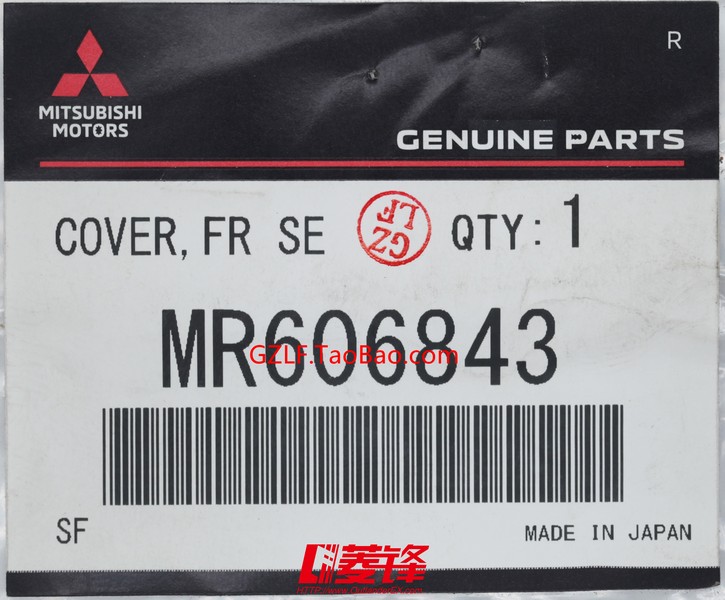 R
MITSUBISHI
MOTORS
GENUINE PARTS
COVER, FR SE
GZ
LF
QTY: 1
MR606843
GZLF.TaoBao.com
SF
MADE IN JAPAN
菱锋